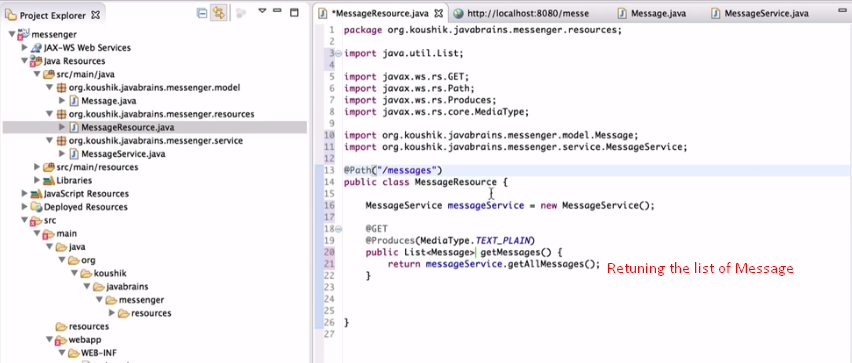 Project Explorer
messenger
JAX-WS Web Services
Java Resources
src/main/java
org.koushik.javabrains.messenger.model
Message.java
org.koushik.javabrains.messenger.resources
MessageResource.java
org.koushik.javabrains.messenger.service
MessageService.java
src/main/resources
Libraries
JavaScript Resources
Deployed Resources
src
main
java
org
koushik
javabrains
messenger
resources
resources
webapp
WEB-INF
*MessageResource.java
http://localhost:8080/messe
Message.java
MessageService.java
1 package org.koushik.javabrains.messenger.resources;
2
3 import java.util.List;
4
5 import javax.ws.rs.GET;
6 import javax.ws.rs.Path;
7 import javax.ws.rs.Produces;
8 import javax.ws.rs.core.MediaType;
9
10 import org.koushik.javabrains.messenger.model.Message;
11 import org.koushik.javabrains.messenger.service.MessageService;
12
13 @Path("/messages")
14 public class MessageResource {
15
16 MessageService messageService = new MessageService();
17
18 @GET
19 @Produces(MediaType.TEXT_PLAIN)
20 public List<Message> getMessages() {
21 return messageService.getAllMessages();
Retuning the list of Message
22 }
23
24
25
26 }
27